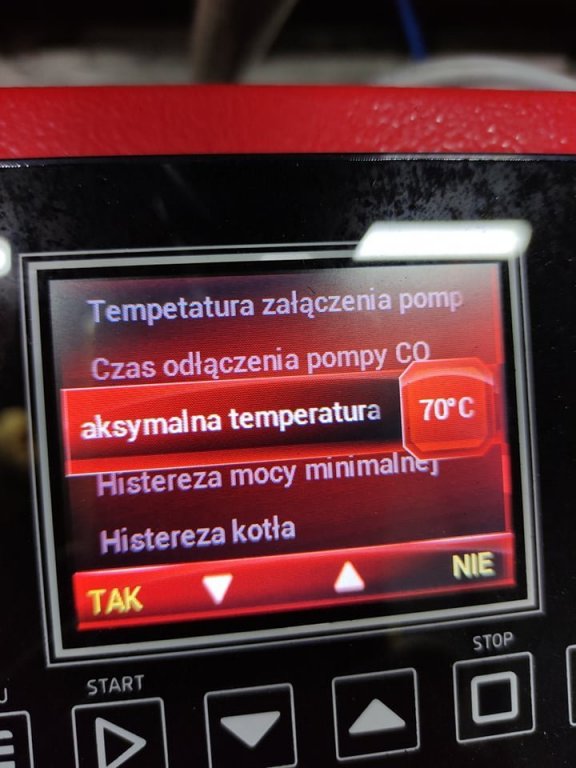 Tempetatura załączenia pomp
Czas odłączenia pompy CO
aksymalna temperatura 70°C
Histereza mocy minimalnej
Histereza kotła
TAK NIE
STOP
START
U